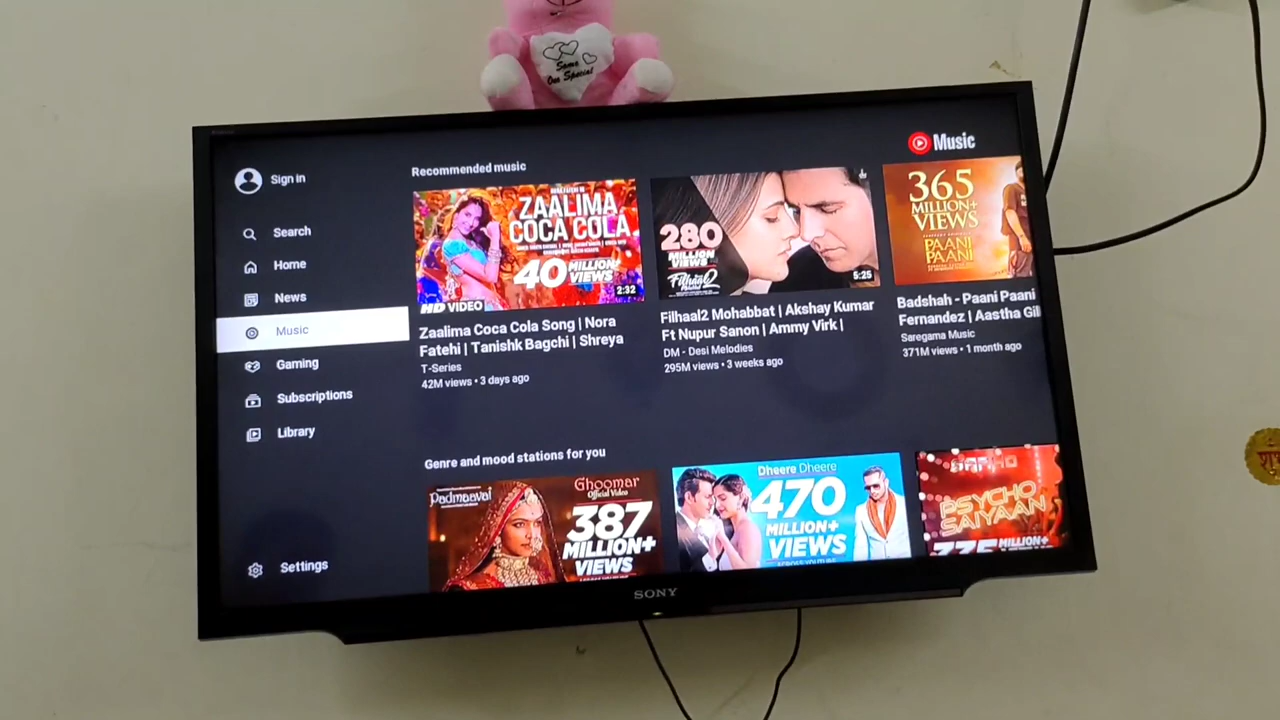 Some
One Special
Music
Sign in
Search
Home
News
Music
Gaming
Subscriptions
Library
Settings
Recommended music
ZAALIMA
COCA COLA
40 MILLION+
VIEWS
HD VIDEO
2:32
Zaalima Coca Cola Song | Nora
Fatehi | Tanishk Bagchi | Shreya
T-Series
42M views • 3 days ago
280
MILLION
VIEWS
Filhaal2
5:25
Filhaal2 Mohabbat | Akshay Kumar
Ft Nupur Sanon | Ammy Virk |
DM - Desi Melodies
295M views • 3 weeks ago
365
MILLION+
VIEWS
PAANI
PAANI
Badshah - Paani Paani
Fernandez | Aastha Gil
Saregama Music
371M views • 1 month ago
Genre and mood stations for you
Padmaavat
Ghoomar
Official Video
387
MILLION+
VIEWS
Dheere Dheere
470
MILLION+
VIEWS
PSYCHO
SAIYAAN
MILLION+
SONY